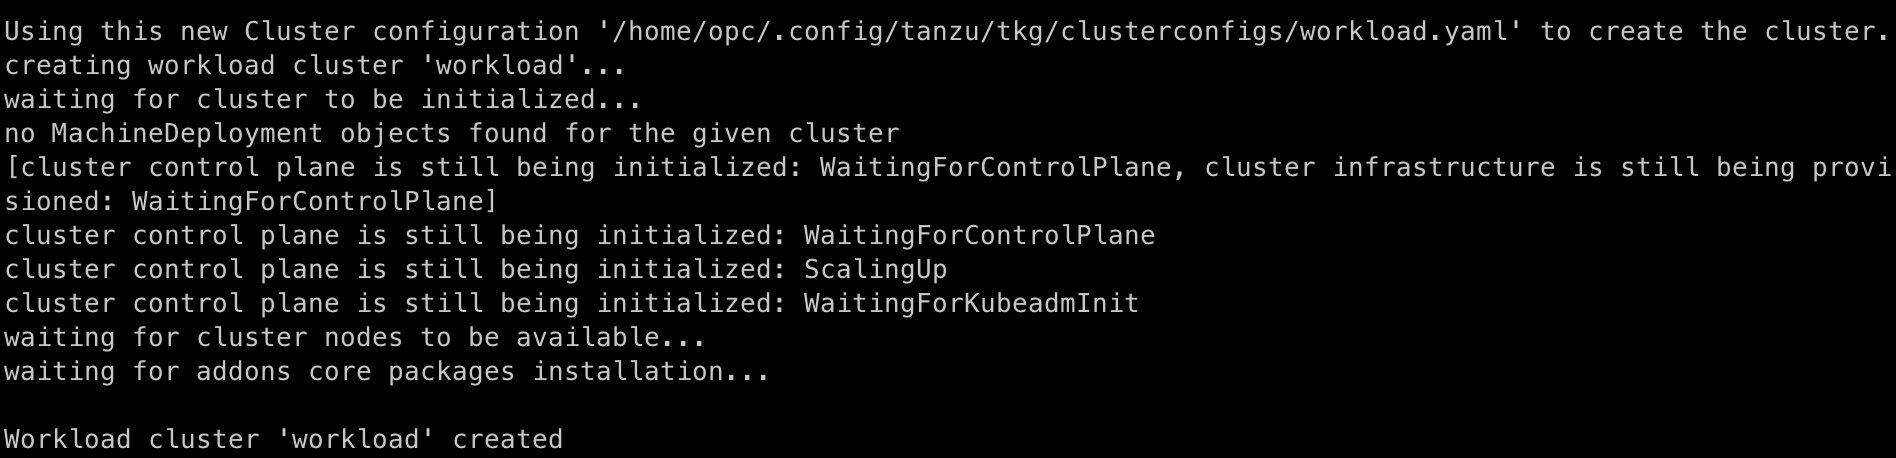 Using this new Cluster configuration '/home/opc/.config/tanzu/tkg/clusterconfigs/workload.yaml' to create the cluster.
creating workload cluster 'workload'...
waiting for cluster to be initialized...
no MachineDeployment objects found for the given cluster
[cluster control plane is still being initialized: WaitingForControlPlane, cluster infrastructure is still being provi
sioned: WaitingForControlPlane]
cluster control plane is still being initialized: WaitingForControlPlane
cluster control plane is still being initialized: ScalingUp
cluster control plane is still being initialized: WaitingForKubeadmInit
waiting for cluster nodes to be available...
waiting for addons core packages installation...

Workload cluster 'workload' created